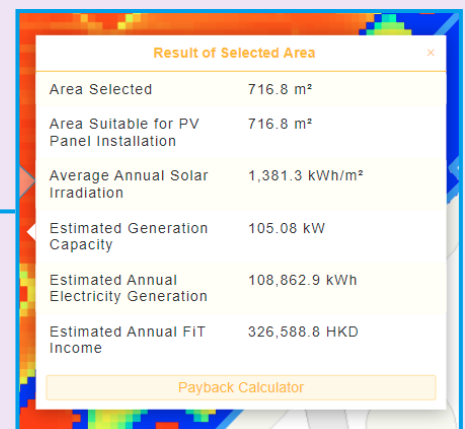 Result of Selected Area ×
Area Selected 716.8 m²
Area Suitable for PV 716.8 m²
Panel Installation
Average Annual Solar 1,381.3 kWh/m²
Irradiation
Estimated Generation 105.08 kW
Capacity
Estimated Annual 108,862.9 kWh
Electricity Generation
Estimated Annual FiT 326,588.8 HKD
Income
Payback Calculator